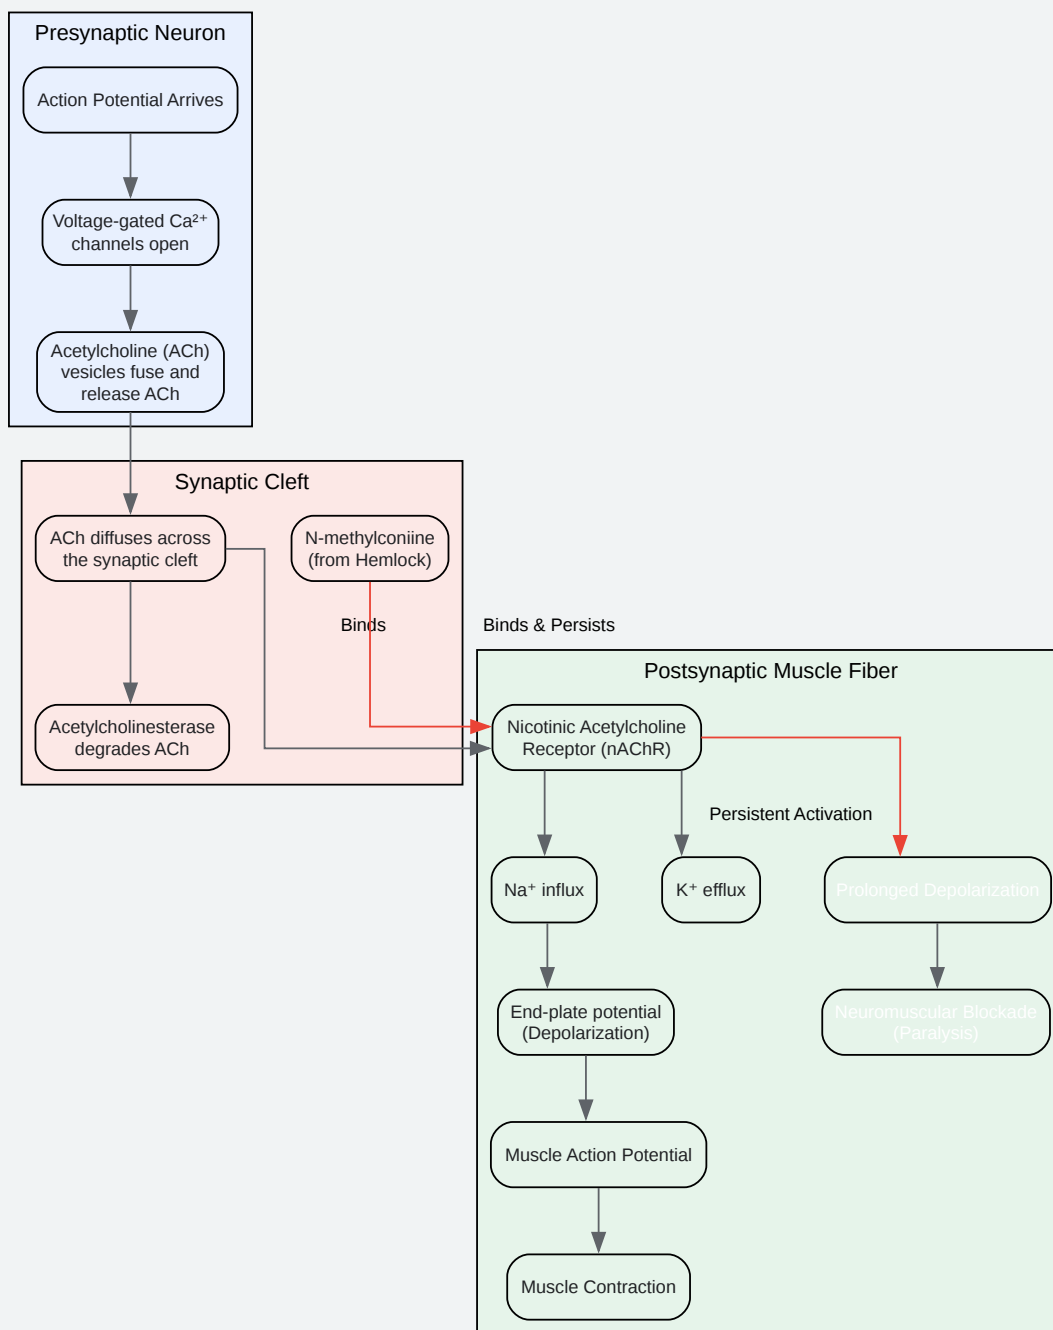 Presynaptic Neuron
Action Potential Arrives
Voltage-gated Ca²⁺
channels open
Acetylcholine (ACh)
vesicles fuse and
release ACh
Synaptic Cleft
ACh diffuses across
the synaptic cleft
N-methylconiine
(from Hemlock)
Binds
Binds & Persists
Acetylcholinesterase
degrades ACh
Postsynaptic Muscle Fiber
Nicotinic Acetylcholine
Receptor (nAChR)
Persistent Activation
Na⁺ influx
K⁺ efflux
Prolonged Depolarization
End-plate potential
(Depolarization)
Neuromuscular Blockade
(Paralysis)
Muscle Action Potential
Muscle Contraction